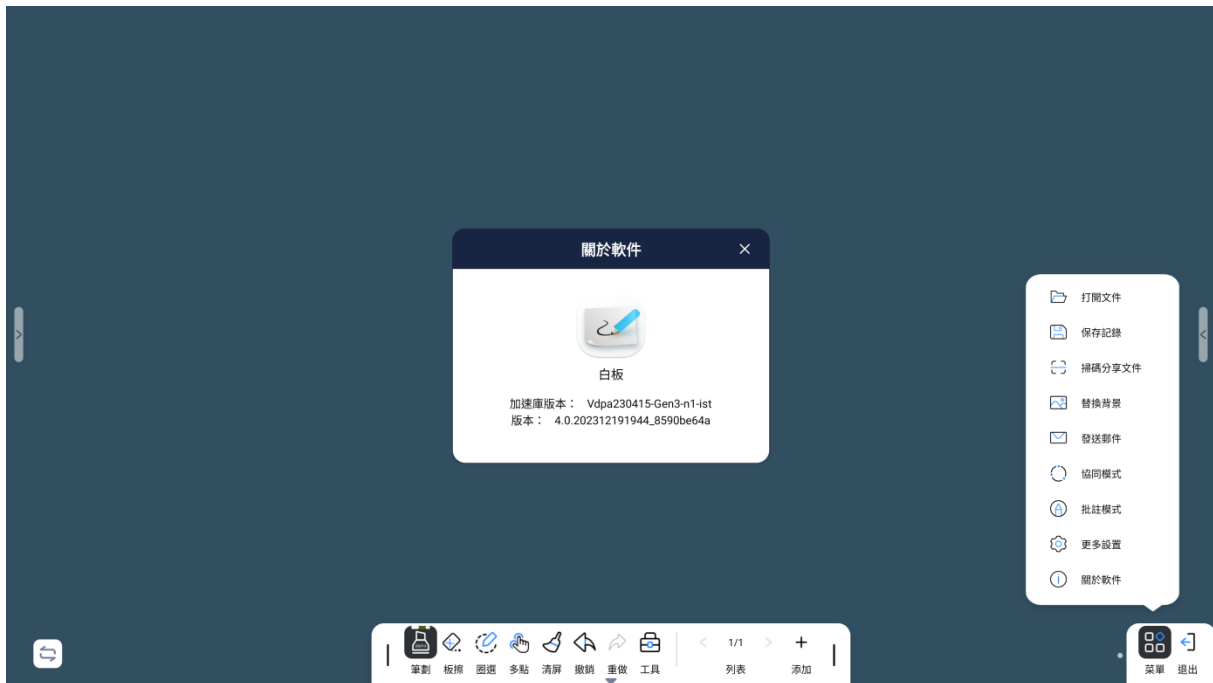 關於軟件
白板
加速庫版本： Vdpa230415-Gen3-n1-ist
版本： 4.0.202312191944_8590be64a
打開文件
保存記錄
掃碼分享文件
替換背景
發送郵件
協同模式
批註模式
更多設置
關於軟件
1/1
筆劃 板擦 圈選 多點 清屏 撤銷 重做 工具 列表 添加
菜單 退出